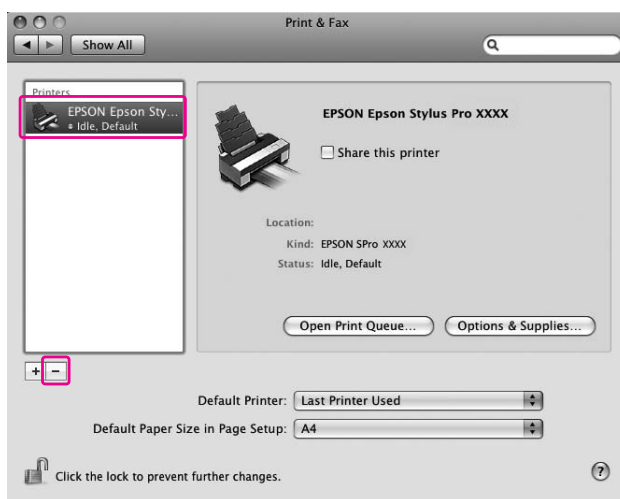 Print & Fax
Show All
Printers
EPSON Epson Sty...
Idle, Default
EPSON Epson Stylus Pro XXXX
Share this printer
Location:
Kind: EPSON SPro XXXX
Status: Idle, Default
Open Print Queue... Options & Supplies...
+ −
Default Printer: Last Printer Used
Default Paper Size in Page Setup: A4
Click the lock to prevent further changes. ?